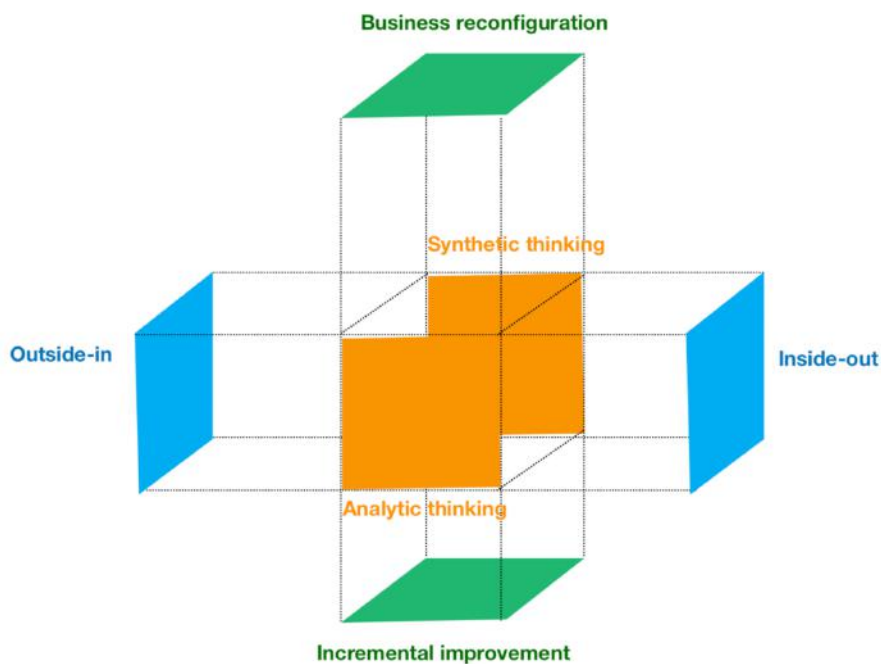 Business reconfiguration
Synthetic thinking
Outside-in
Inside-out
Analytic thinking
Incremental improvement